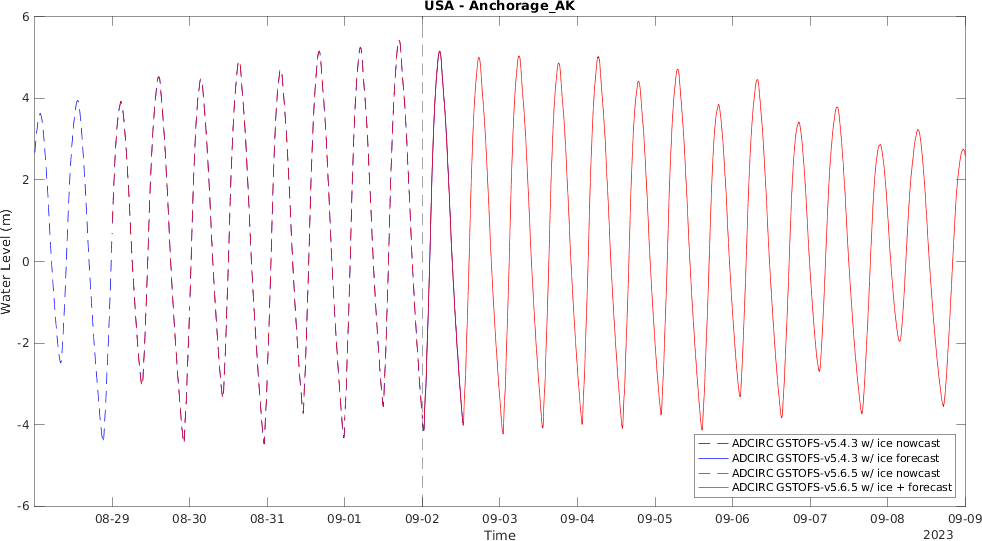 USA - Anchorage_AK
6
4
2
0
-2
-4
-6
Water Level (m)
ADCIRC GSTOFS-v5.4.3 w/ ice nowcast
ADCIRC GSTOFS-v5.4.3 w/ ice forecast
ADCIRC GSTOFS-v5.6.5 w/ ice nowcast
ADCIRC GSTOFS-v5.6.5 w/ ice + forecast
08-29 08-30 08-31 09-01 09-02 09-03 09-04 09-05 09-06 09-07 09-08 09-09
Time
2023